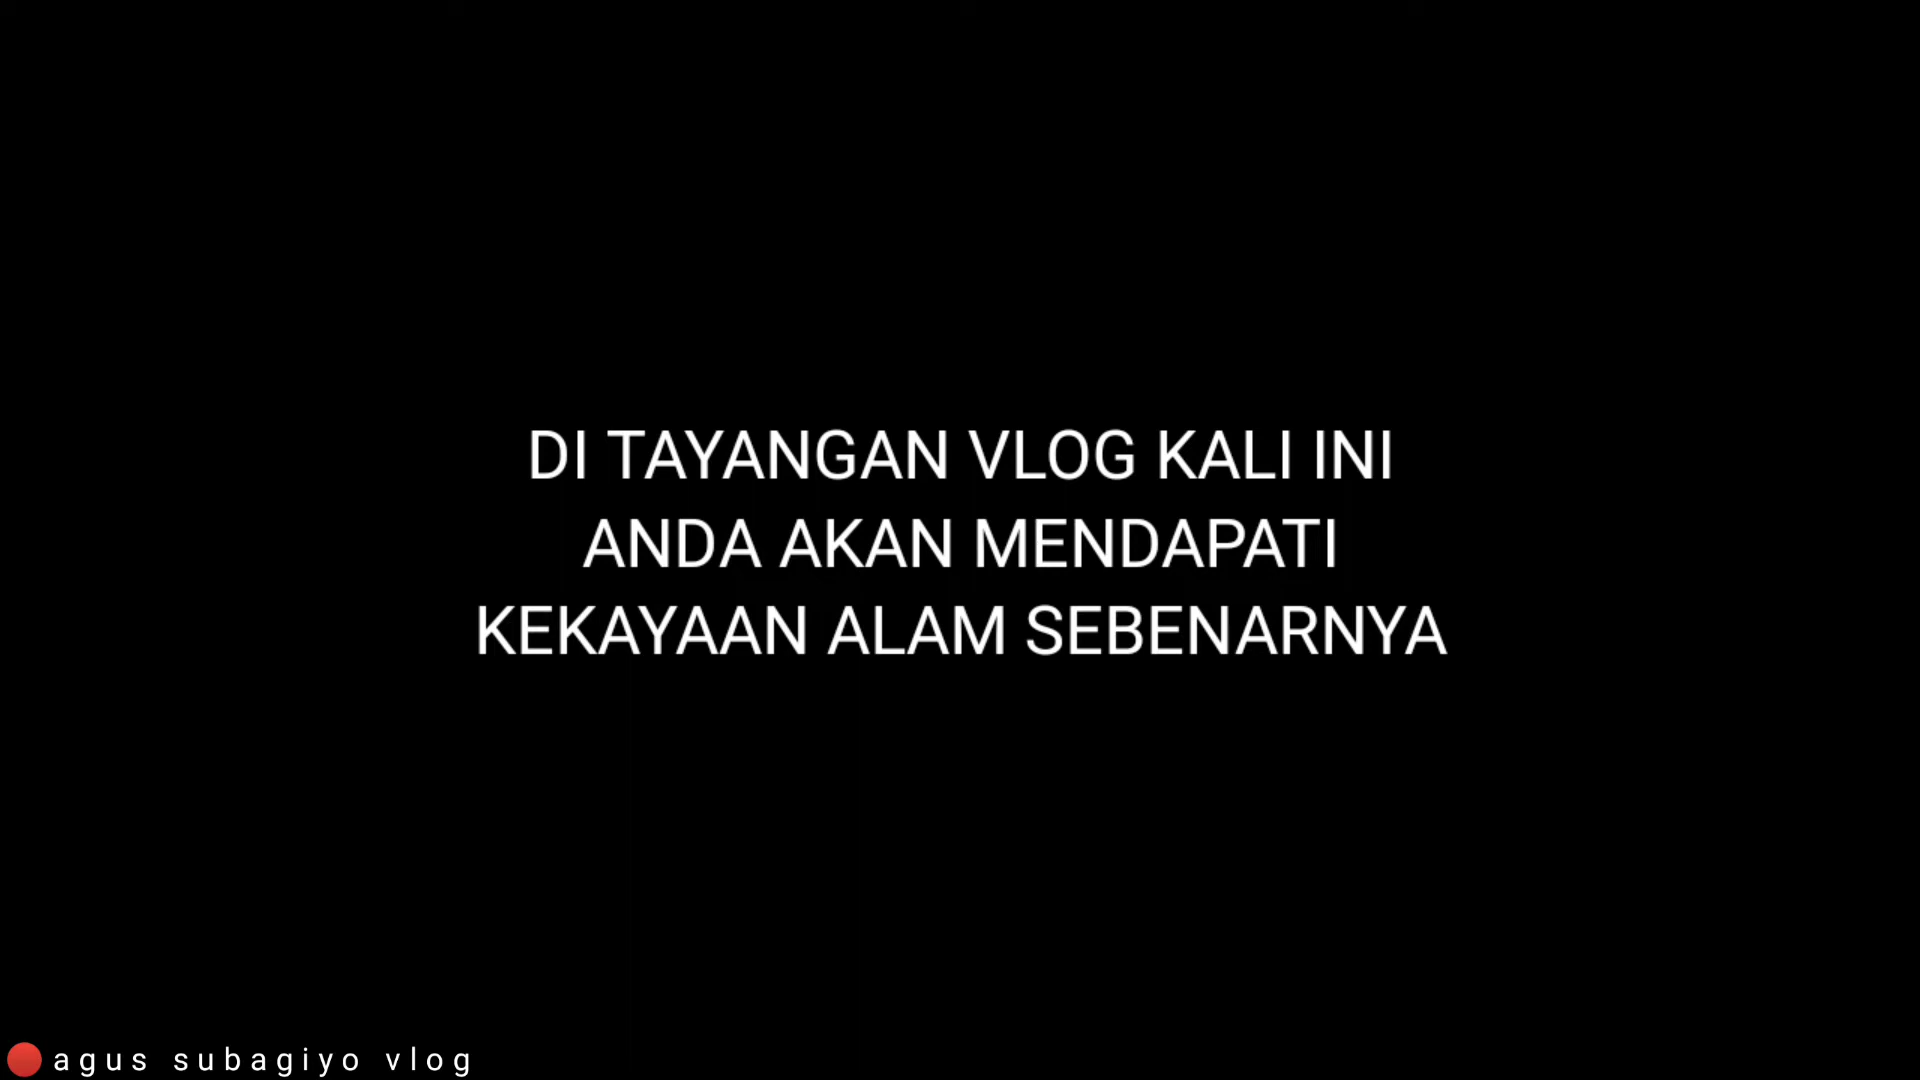 DI TAYANGAN VLOG KALI INI
ANDA AKAN MENDAPATI
KEKAYAAN ALAM SEBENARNYA
agus subagiyo vlog